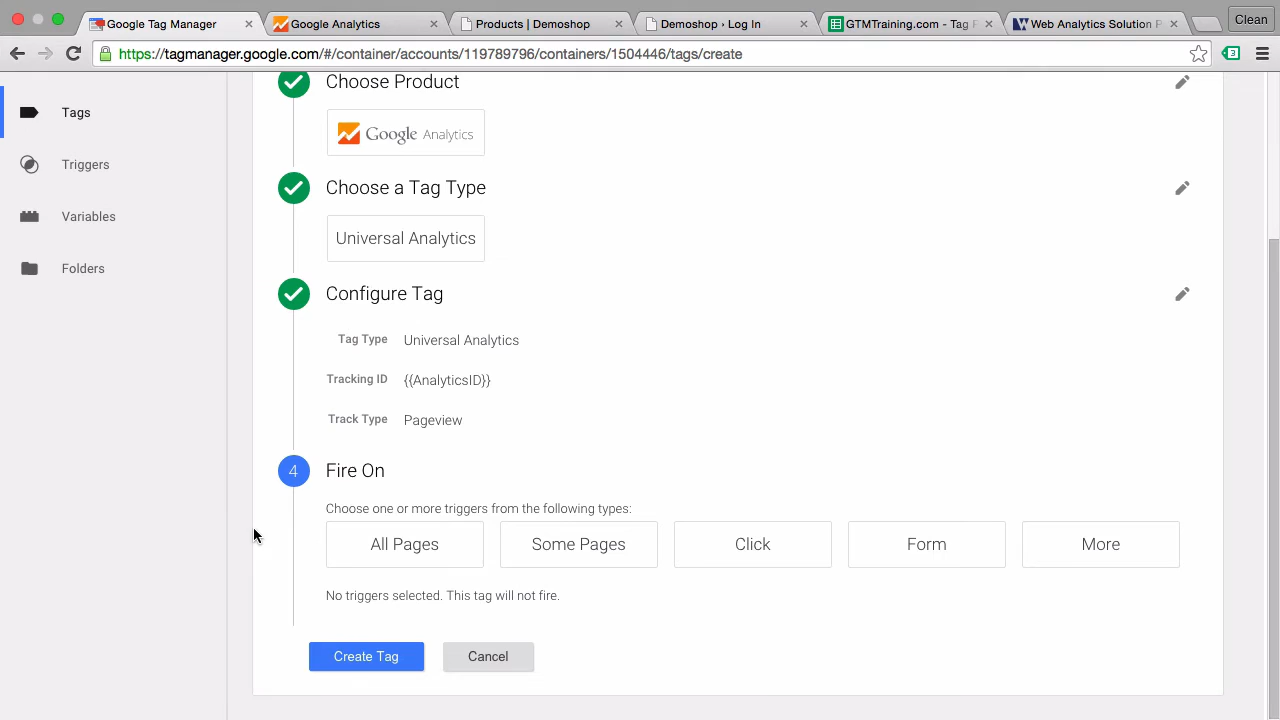 Google Tag Manager
Google Analytics
Products | Demoshop
Demoshop › Log In
GTMTraining.com - Tag
Web Analytics Solution
Clean
https://tagmanager.google.com/#/container/accounts/119789796/containers/1504446/tags/create
3
Tags
Triggers
Variables
Folders
Choose Product
Google Analytics
Choose a Tag Type
Universal Analytics
Configure Tag
Tag Type Universal Analytics
Tracking ID {{AnalyticsID}}
Track Type Pageview
4 Fire On
Choose one or more triggers from the following types:
All Pages Some Pages Click Form More
No triggers selected. This tag will not fire.
Create Tag Cancel